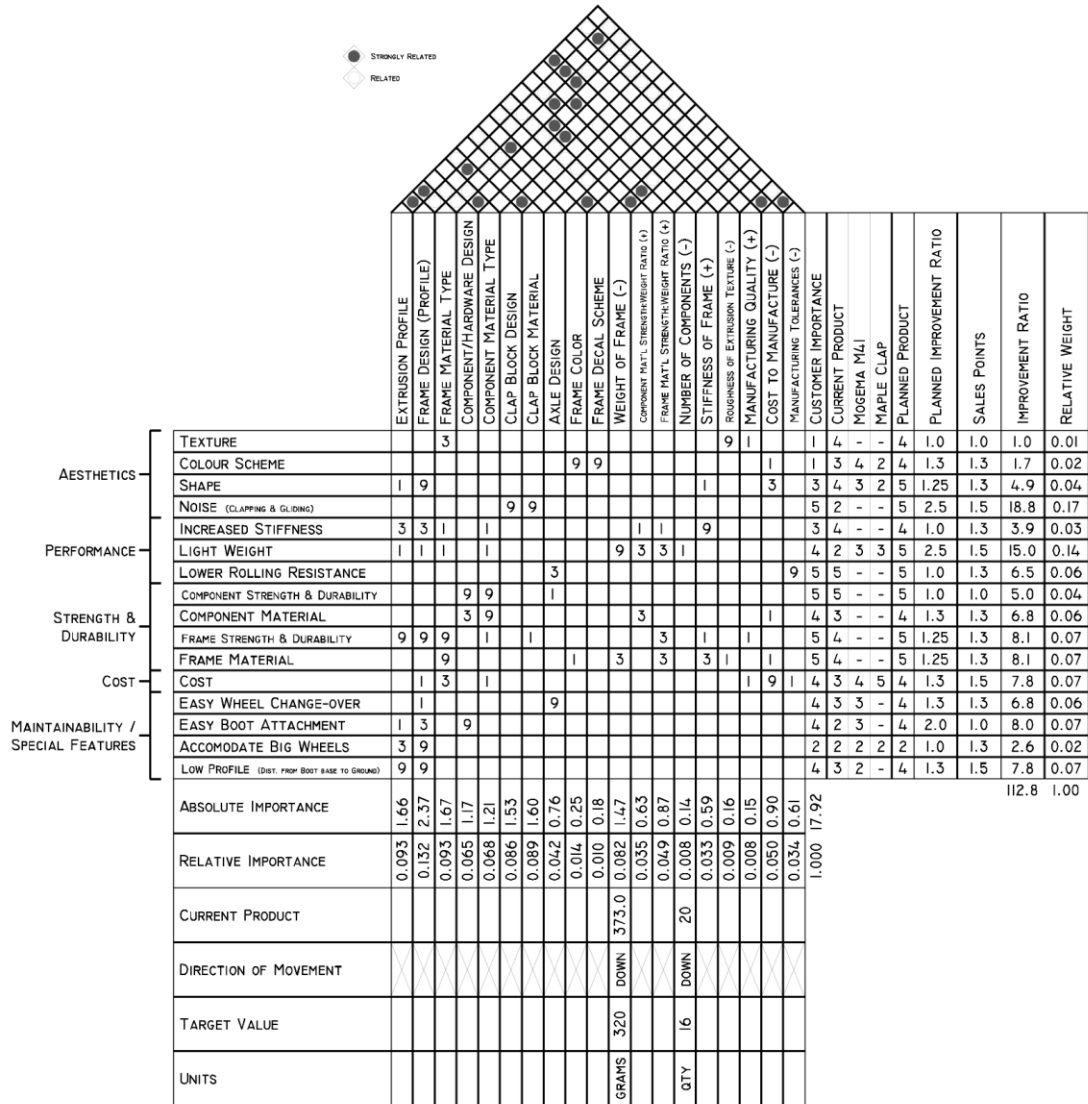 STRONGLY RELATED
RELATED
EXTRUSION PROFILE
FRAME DESIGN (PROFILE)
FRAME MATERIAL TYPE
COMPONENT/HARDWARE DESIGN
COMPONENT MATERIAL TYPE
CLAP BLOCK DESIGN
CLAP BLOCK MATERIAL
AXLE DESIGN
FRAME COLOR
FRAME DECAL SCHEME
WEIGHT OF FRAME (-)
COMPONENT MAT'L STRENGTH:WEIGHT RATIO (+)
FRAME MAT'L STRENGTH:WEIGHT RATIO (+)
NUMBER OF COMPONENTS (-)
STIFFNESS OF FRAME (+)
ROUGHNESS OF EXTRUSION TEXTURE (-)
MANUFACTURING QUALITY (+)
COST TO MANUFACTURE (-)
MANUFACTURING TOLERANCES (-)
CUSTOMER IMPORTANCE
CURRENT PRODUCT
MOGEMA M41
MAPLE CLAP
PLANNED PRODUCT
PLANNED IMPROVEMENT RATIO
SALES POINTS
IMPROVEMENT RATIO
RELATIVE WEIGHT
AESTHETICS
TEXTURE 3 9 1 1 4 - - 4 1.0 1.0 1.0 0.01
COLOUR SCHEME 9 9 1 1 3 4 2 4 1.3 1.3 1.7 0.02
SHAPE 1 9 1 3 3 4 3 2 5 1.25 1.3 4.9 0.04
NOISE (CLAPPING & GLIDING) 9 9 5 2 - - 5 2.5 1.5 18.8 0.17
PERFORMANCE
INCREASED STIFFNESS 3 3 1 1 1 1 9 3 4 - - 4 1.0 1.3 3.9 0.03
LIGHT WEIGHT 1 1 1 1 9 3 3 1 4 2 3 3 5 2.5 1.5 15.0 0.14
LOWER ROLLING RESISTANCE 3 9 5 5 - - 5 1.0 1.3 6.5 0.06
STRENGTH &
DURABILITY
COMPONENT STRENGTH & DURABILITY 9 9 1 5 5 - - 5 1.0 1.0 5.0 0.04
COMPONENT MATERIAL 3 9 3 1 4 3 - - 4 1.3 1.3 6.8 0.06
FRAME STRENGTH & DURABILITY 9 9 9 1 1 3 1 1 5 4 - - 5 1.25 1.3 8.1 0.07
FRAME MATERIAL 9 1 3 3 3 1 1 5 4 - - 5 1.25 1.3 8.1 0.07
COST
COST 1 3 1 1 9 1 4 3 4 5 4 1.3 1.5 7.8 0.07
MAINTAINABILITY /
SPECIAL FEATURES
EASY WHEEL CHANGE-OVER 1 9 4 3 3 - 4 1.3 1.3 6.8 0.06
EASY BOOT ATTACHMENT 1 3 9 4 2 3 - 4 2.0 1.0 8.0 0.07
ACCOMODATE BIG WHEELS 3 9 2 2 2 2 2 1.0 1.3 2.6 0.02
LOW PROFILE (DIST. FROM BOOT BASE TO GROUND) 9 9 4 3 2 - 4 1.3 1.5 7.8 0.07
112.8 1.00
ABSOLUTE IMPORTANCE 1.66 2.37 1.67 1.17 1.21 1.53 1.60 0.76 0.25 0.18 1.47 0.63 0.87 0.14 0.59 0.16 0.15 0.90 0.61 17.92
RELATIVE IMPORTANCE 0.093 0.132 0.093 0.065 0.068 0.086 0.089 0.042 0.014 0.010 0.082 0.035 0.049 0.008 0.033 0.009 0.008 0.050 0.034 1.000
CURRENT PRODUCT 373.0 20
DIRECTION OF MOVEMENT DOWN DOWN
TARGET VALUE 320 16
UNITS GRAMS QTY